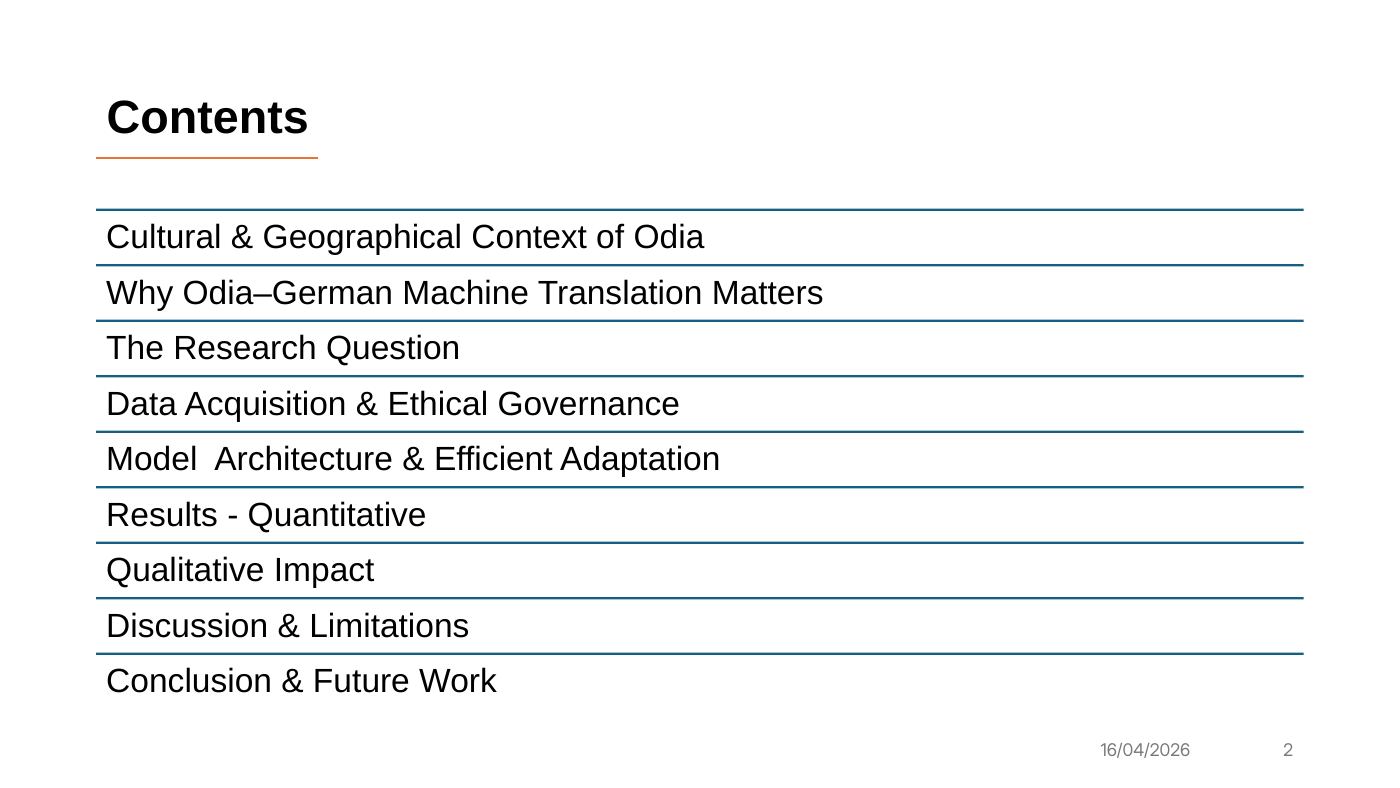 Contents
Cultural & Geographical Context of Odia
Why Odia–German Machine Translation Matters
The Research Question
Data Acquisition & Ethical Governance
Model  Architecture & Efficient Adaptation
Results - Quantitative
Qualitative Impact
Discussion & Limitations
Conclusion & Future Work
16/04/2026 2